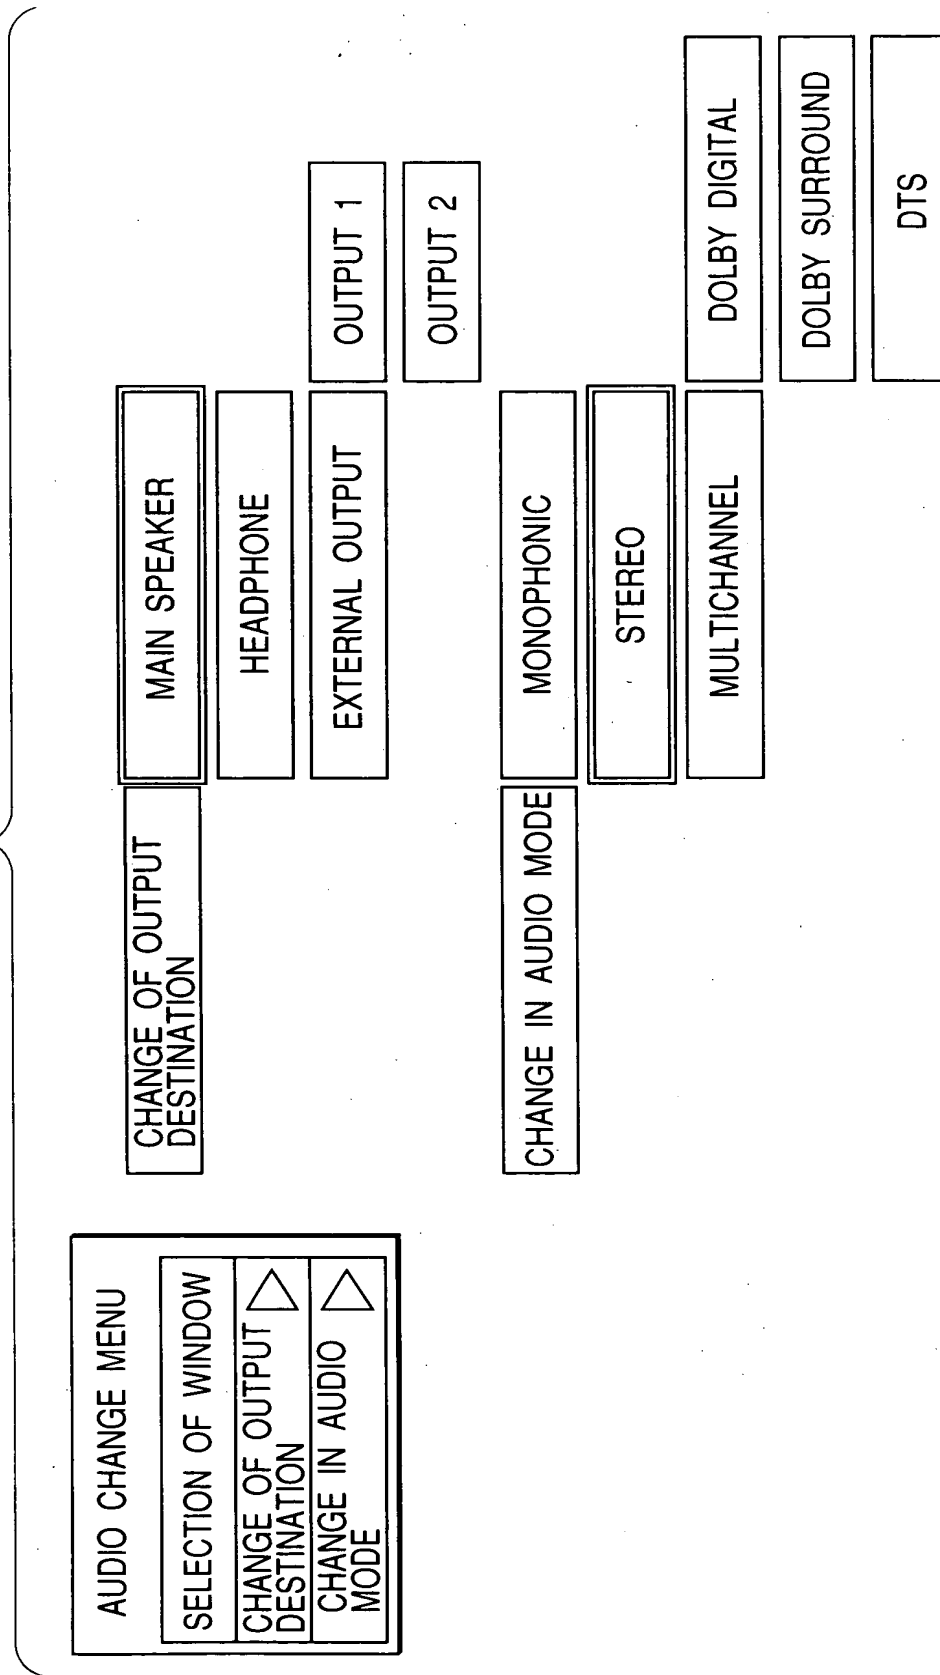 AUDIO CHANGE MENU
SELECTION OF WINDOW
CHANGE OF OUTPUT
DESTINATION
CHANGE IN AUDIO
MODE
CHANGE OF OUTPUT
DESTINATION
MAIN SPEAKER
HEADPHONE
EXTERNAL OUTPUT
OUTPUT 1
OUTPUT 2
CHANGE IN AUDIO MODE
MONOPHONIC
STEREO
MULTICHANNEL
DOLBY DIGITAL
DOLBY SURROUND
DTS